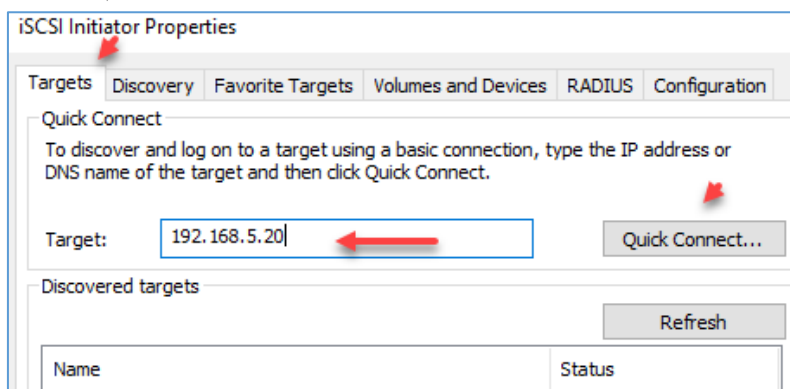 iSCSI Initiator Properties
Targets Discovery Favorite Targets Volumes and Devices RADIUS Configuration
Quick Connect
To discover and log on to a target using a basic connection, type the IP address or
DNS name of the target and then click Quick Connect.
Target: 192.168.5.20 Quick Connect...
Discovered targets
Refresh
Name Status